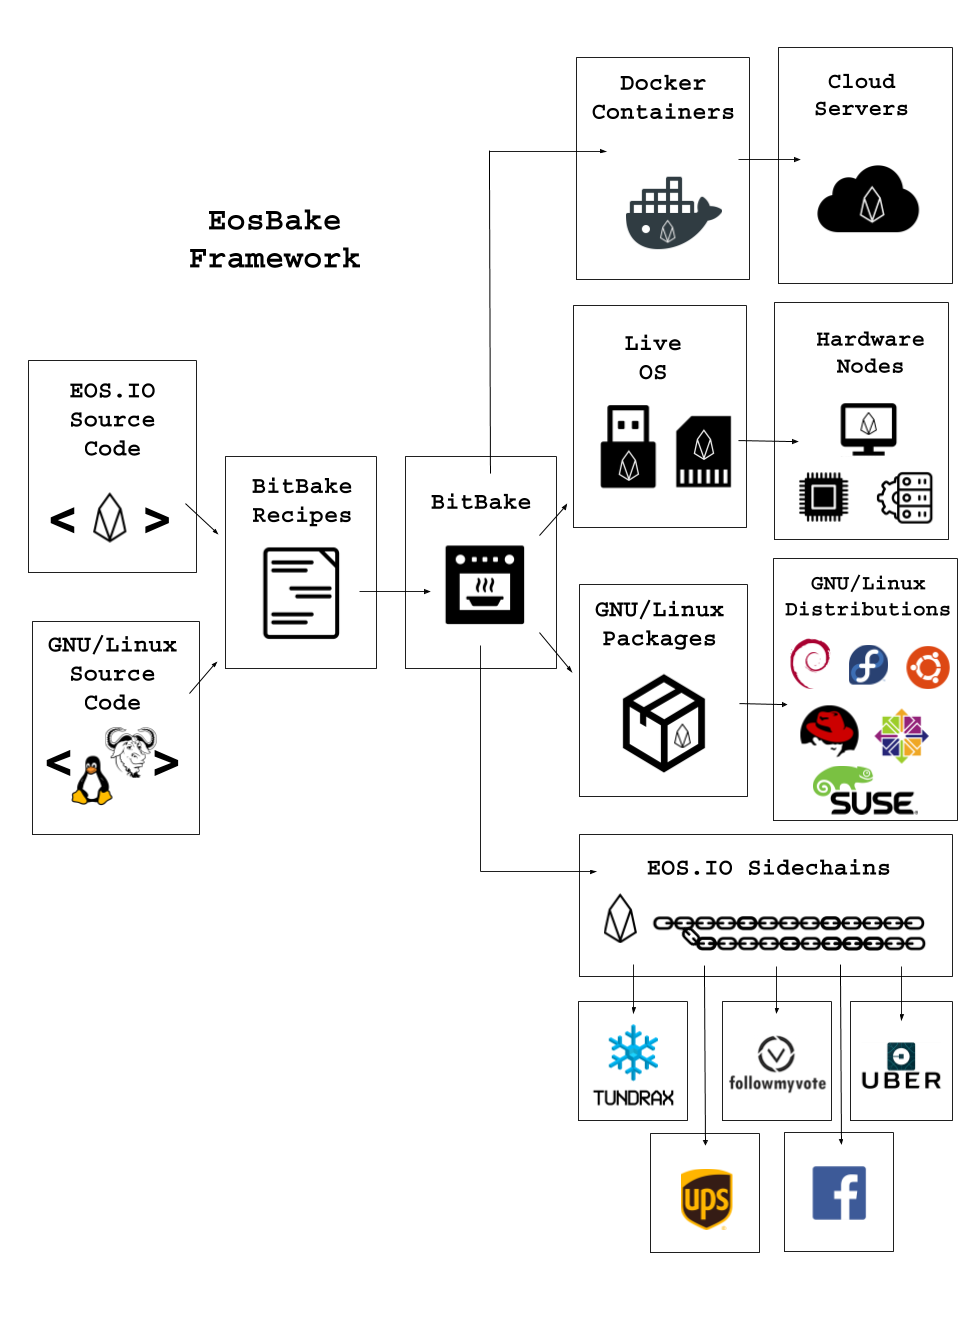 EosBake
Framework
EOS.IO
Source
Code
< >
GNU/Linux
Source
Code
< >
BitBake
Recipes
BitBake
Docker
Containers
Cloud
Servers
Live
OS
Hardware
Nodes
GNU/Linux
Packages
GNU/Linux
Distributions
SUSE
EOS.IO Sidechains
TUNDRAX
followmyvote
UBER
ups
f